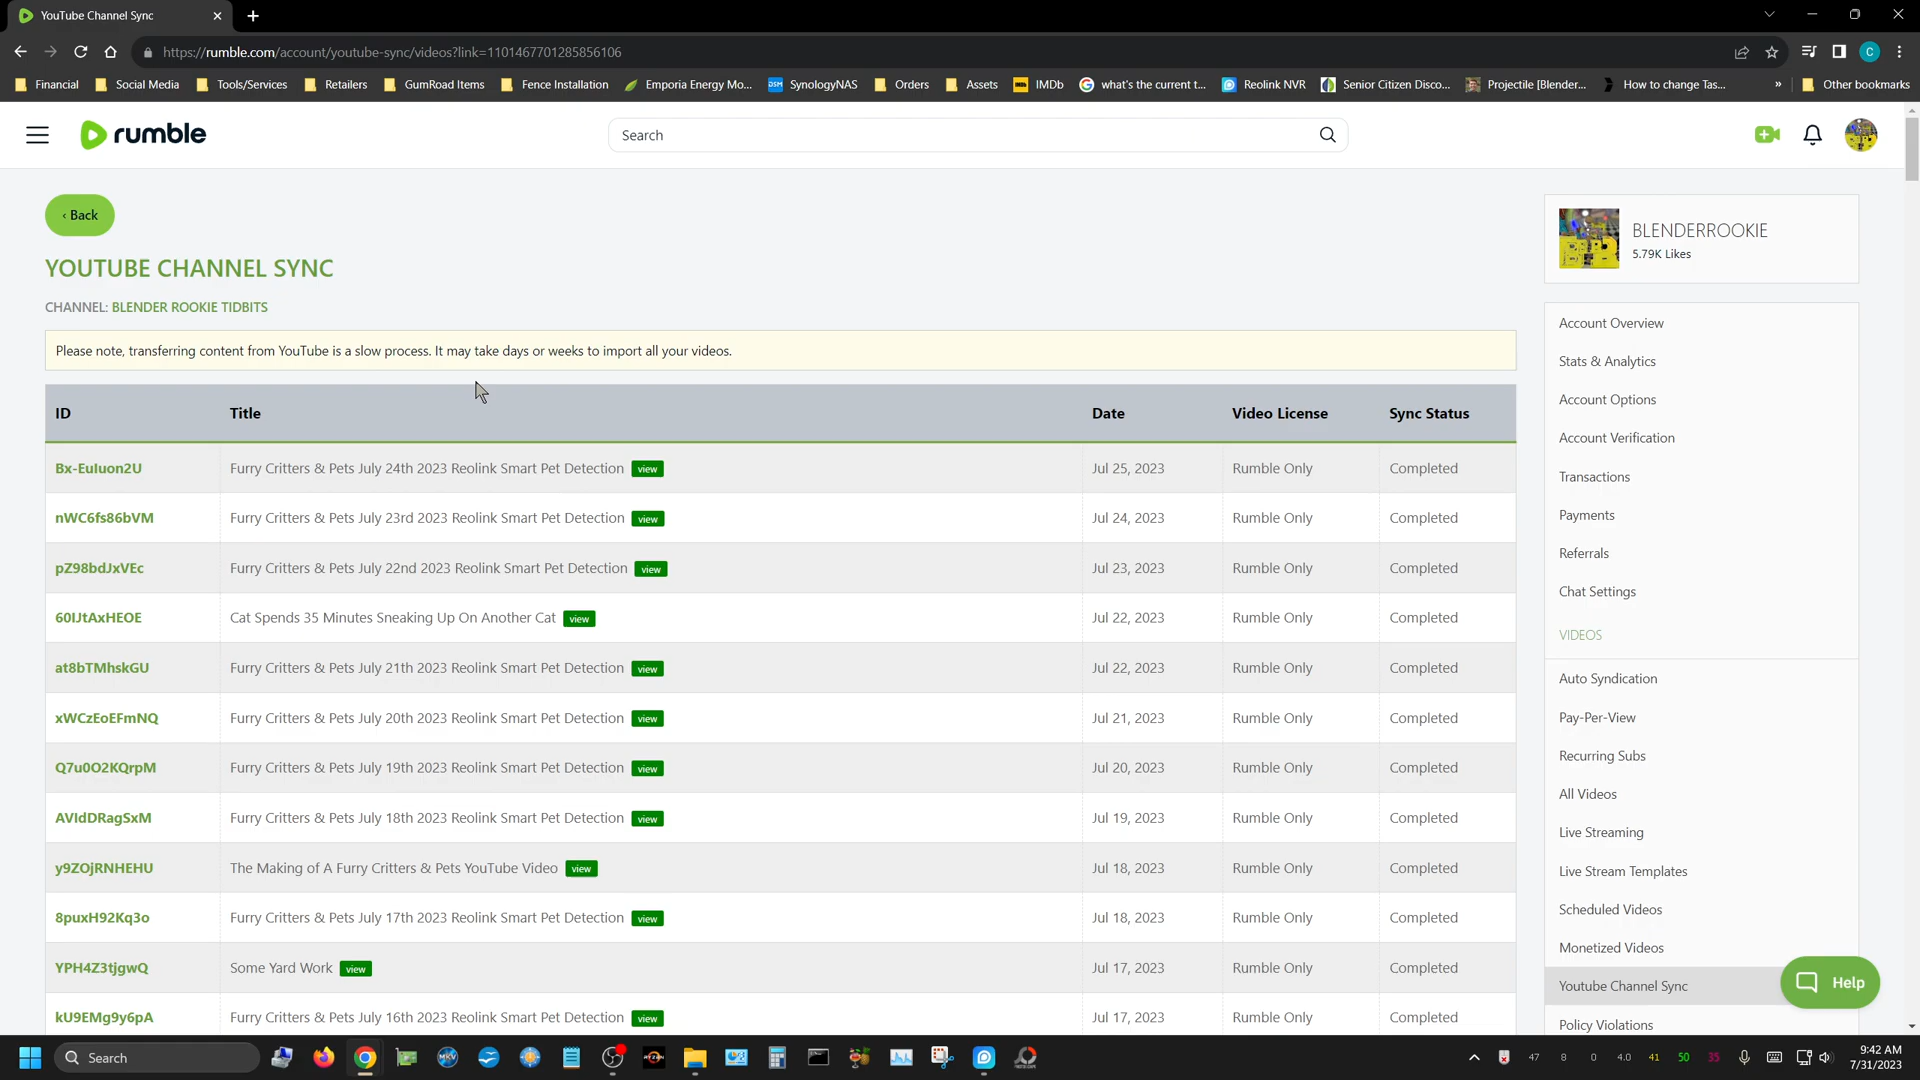 YouTube Channel Sync
https://rumble.com/account/youtube-sync/videos?link=1101467701285856106
C
Financial
Social Media
Tools/Services
Retailers
GumRoad Items
Fence Installation
Emporia Energy Mo...
DSM
SynologyNAS
Orders
Assets
IMDb
what's the current t...
Reolink NVR
Senior Citizen Disco...
Projectile [Blender...
How to change Tas...
»
Other bookmarks
rumble
Search
‹ Back
YOUTUBE CHANNEL SYNC
CHANNEL: BLENDER ROOKIE TIDBITS
Please note, transferring content from YouTube is a slow process. It may take days or weeks to import all your videos.
ID Title Date Video License Sync Status
Bx-EuIuon2U Furry Critters & Pets July 24th 2023 Reolink Smart Pet Detection view Jul 25, 2023 Rumble Only Completed
nWC6fs86bVM Furry Critters & Pets July 23rd 2023 Reolink Smart Pet Detection view Jul 24, 2023 Rumble Only Completed
pZ98bdJxVEc Furry Critters & Pets July 22nd 2023 Reolink Smart Pet Detection view Jul 23, 2023 Rumble Only Completed
60IJtAxHEOE Cat Spends 35 Minutes Sneaking Up On Another Cat view Jul 22, 2023 Rumble Only Completed
at8bTMhskGU Furry Critters & Pets July 21th 2023 Reolink Smart Pet Detection view Jul 22, 2023 Rumble Only Completed
xWCzEoEFmNQ Furry Critters & Pets July 20th 2023 Reolink Smart Pet Detection view Jul 21, 2023 Rumble Only Completed
Q7u0O2KQrpM Furry Critters & Pets July 19th 2023 Reolink Smart Pet Detection view Jul 20, 2023 Rumble Only Completed
AVIdDRagSxM Furry Critters & Pets July 18th 2023 Reolink Smart Pet Detection view Jul 19, 2023 Rumble Only Completed
y9ZOjRNHEHU The Making of A Furry Critters & Pets YouTube Video view Jul 18, 2023 Rumble Only Completed
8puxH92Kq3o Furry Critters & Pets July 17th 2023 Reolink Smart Pet Detection view Jul 18, 2023 Rumble Only Completed
YPH4Z3tjgwQ Some Yard Work view Jul 17, 2023 Rumble Only Completed
kU9EMg9y6pA Furry Critters & Pets July 16th 2023 Reolink Smart Pet Detection view Jul 17, 2023 Rumble Only Completed
BLENDERROOKIE
5.79K Likes
Account Overview
Stats & Analytics
Account Options
Account Verification
Transactions
Payments
Referrals
Chat Settings
VIDEOS
Auto Syndication
Pay-Per-View
Recurring Subs
All Videos
Live Streaming
Live Stream Templates
Scheduled Videos
Monetized Videos
Youtube Channel Sync
Policy Violations
Help
Search
MKV
RYZEN
47 8 0 4.0 41 50 35
9:42 AM
7/31/2023